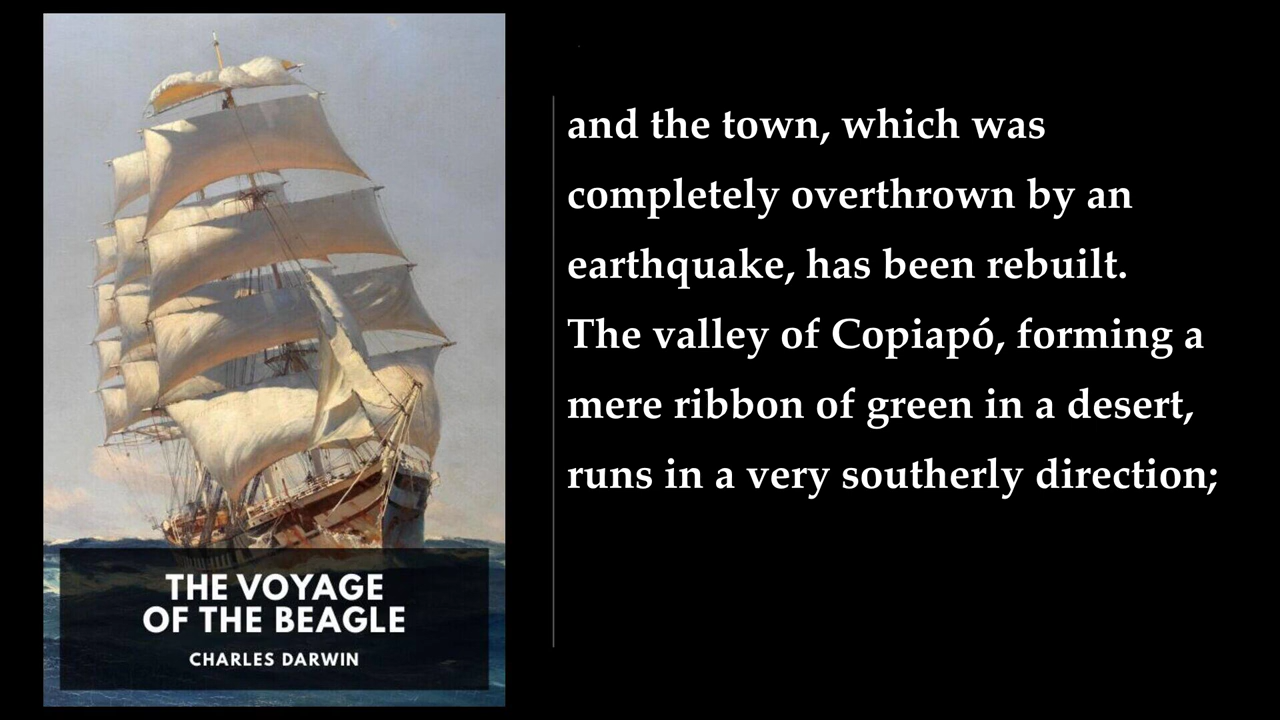 THE VOYAGE
OF THE BEAGLE
CHARLES DARWIN
and the town, which was
completely overthrown by an
earthquake, has been rebuilt.
The valley of Copiapó, forming a
mere ribbon of green in a desert,
runs in a very southerly direction;